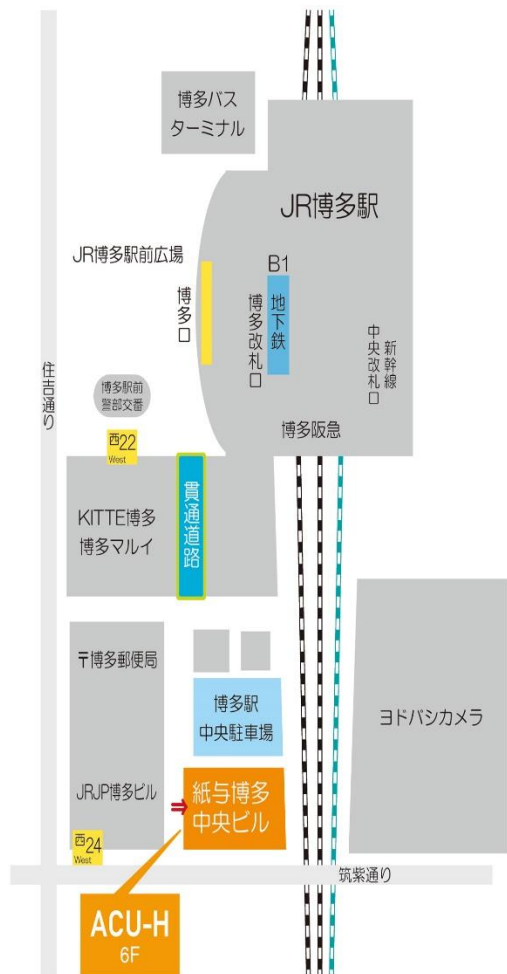 博多バス
ターミナル
JR博多駅
JR博多駅前広場
B1
地下鉄
博多口
博多改札口
新幹線
中央改札口
住吉通り
博多駅前
警部交番
博多阪急
西22
West
貫通道路
KITTE博多
博多マルイ
〒博多郵便局
博多駅
中央駐車場
ヨドバシカメラ
JRJP博多ビル
紙与博多
中央ビル
西24
West
筑紫通り
ACU-H
6F